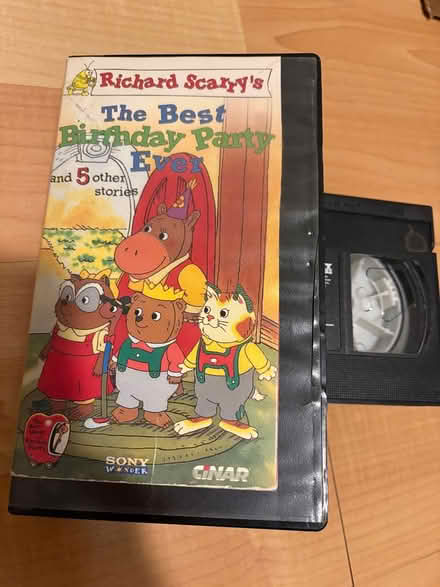 Richard Scarry's
The Best
Birthday Party
Ever
and 5 other
stories
SONY
WONDER
CINAR